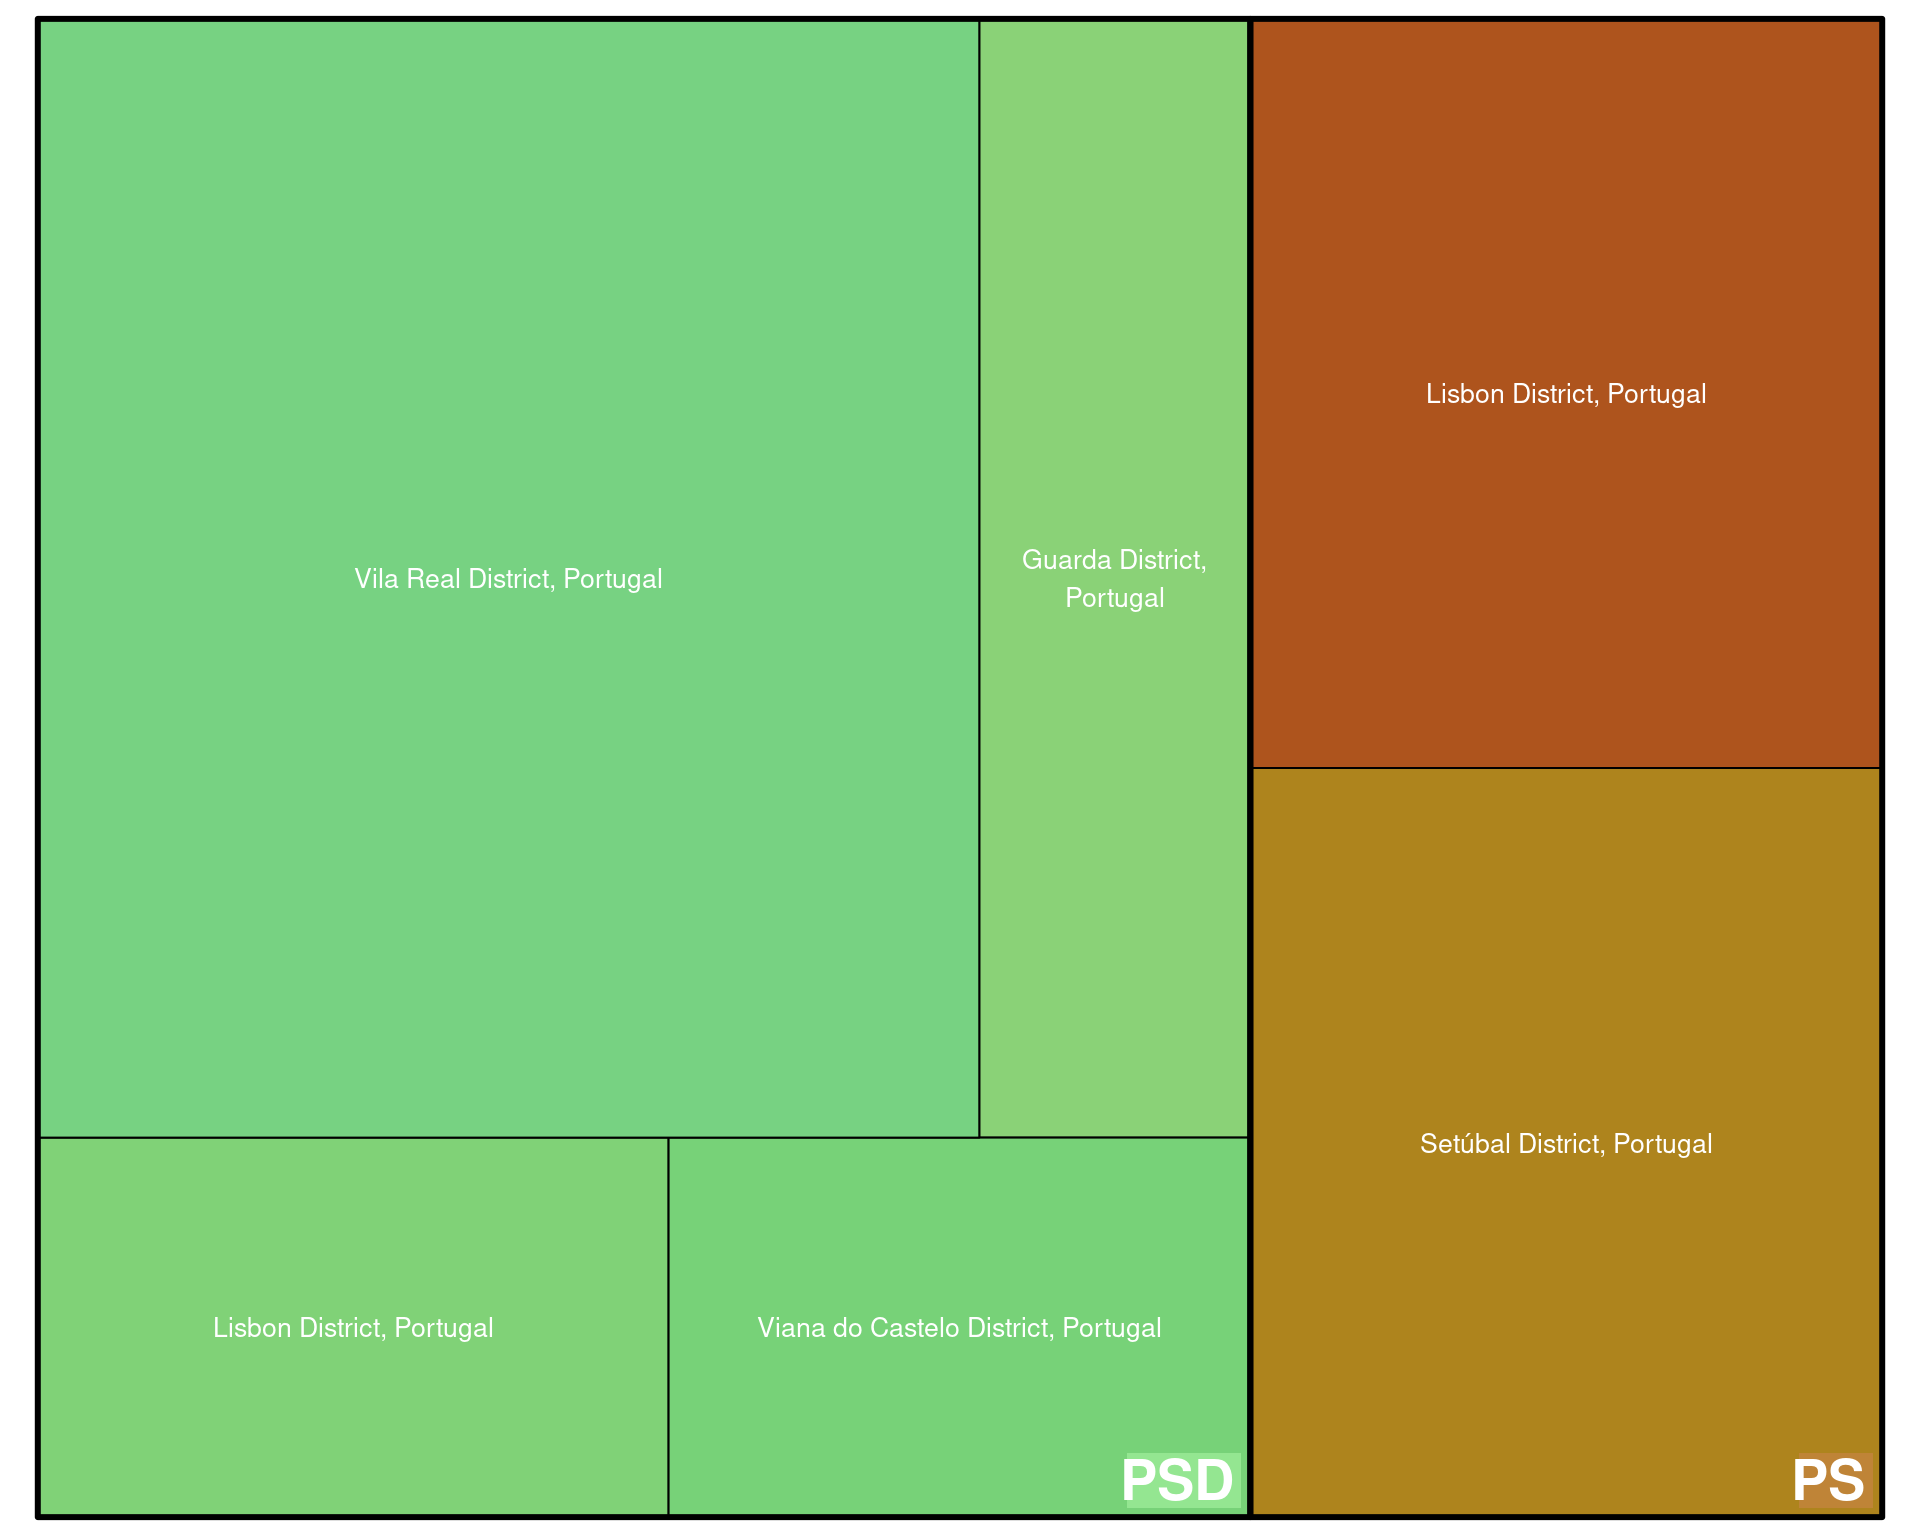 Vila Real District, Portugal
Guarda District,
Portugal
Lisbon District, Portugal
Viana do Castelo District, Portugal
PSD
Lisbon District, Portugal
Setúbal District, Portugal
PS